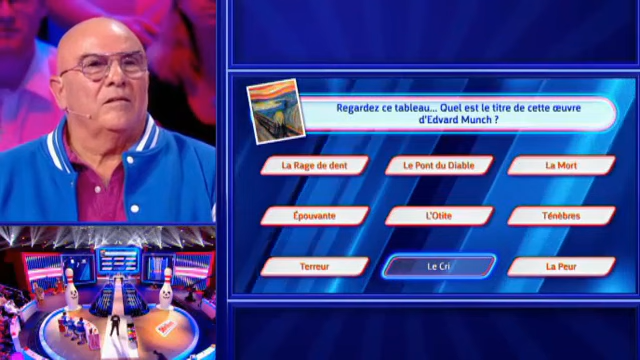 Regardez ce tableau... Quel est le titre de cette œuvre
d'Edvard Munch ?
La Rage de dent
Le Pont du Diable
La Mort
Épouvante
L'Otite
Ténèbres
Terreur
Le Cri
La Peur